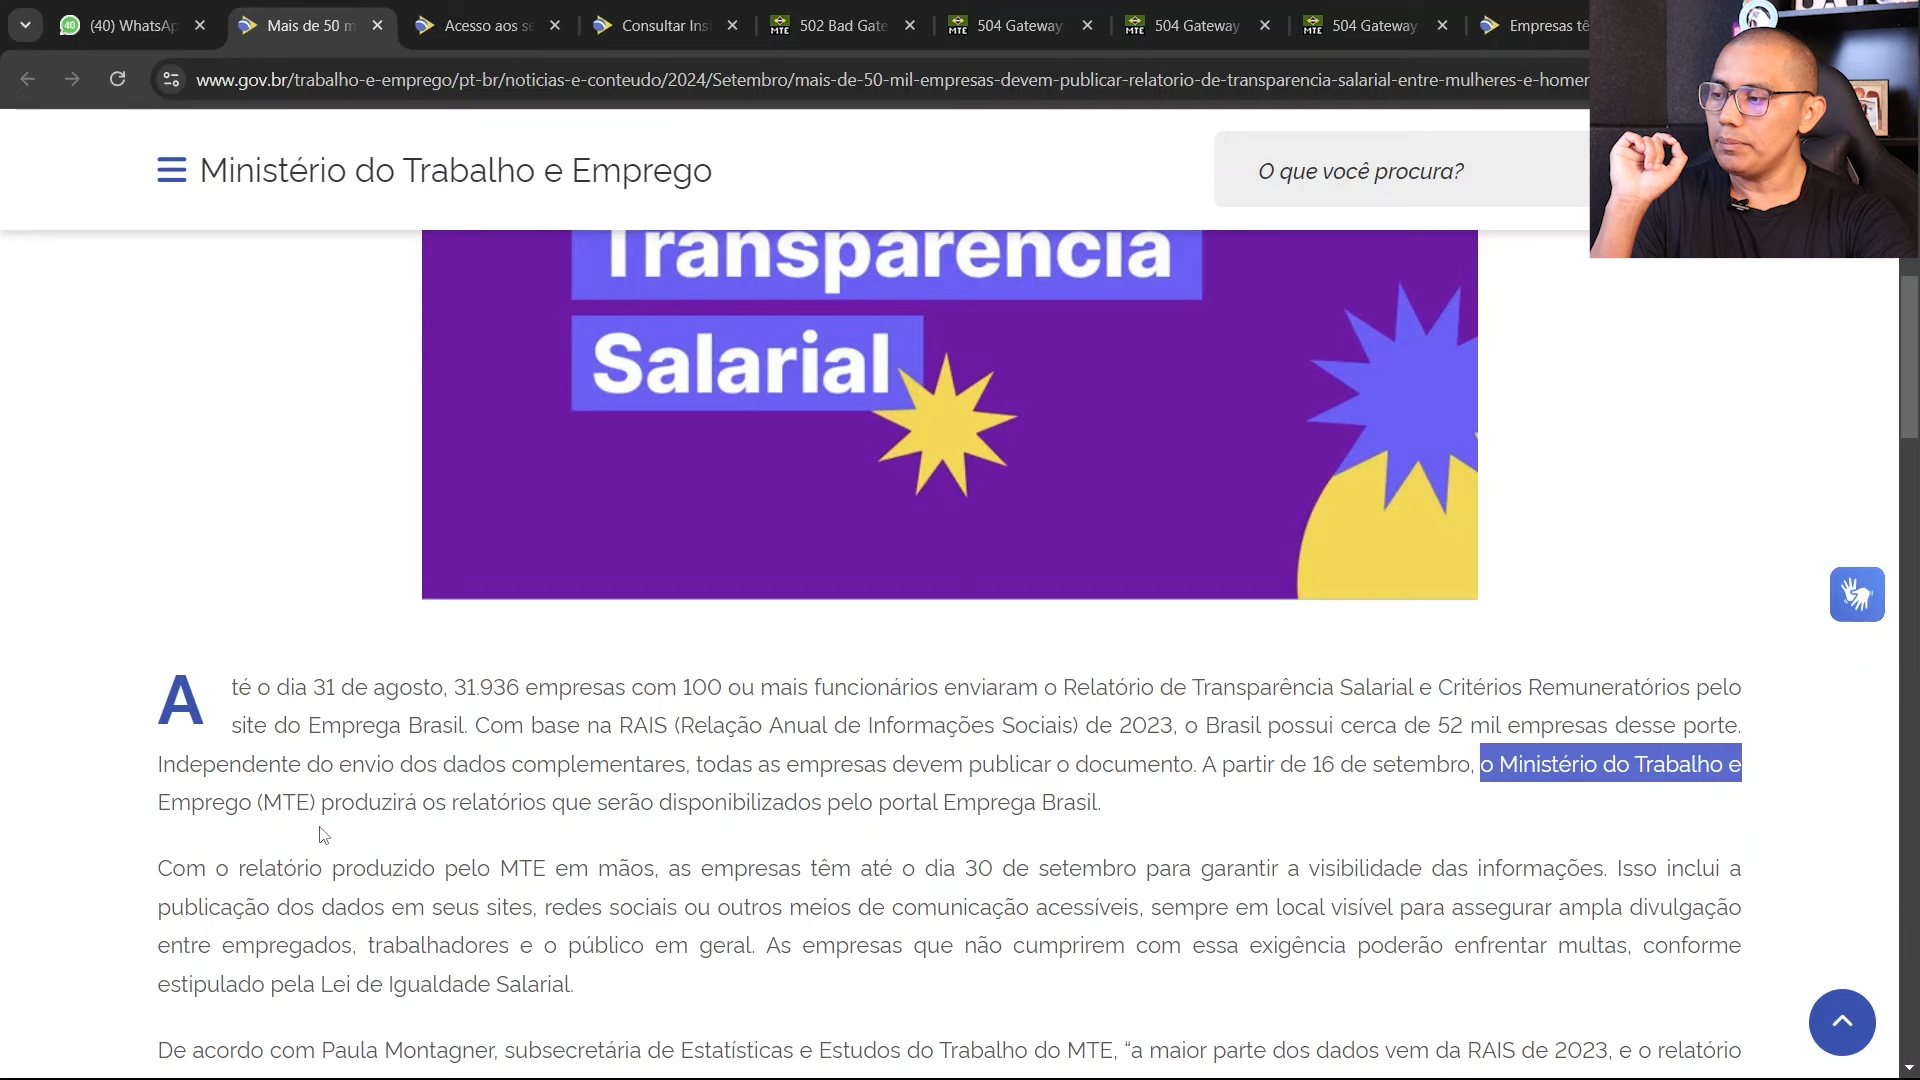 (40) WhatsAp
Mais de 50 m
Acesso aos se
Consultar Ins
502 Bad Gate
504 Gateway
504 Gateway
504 Gateway
Empresas tê
www.gov.br/trabalho-e-emprego/pt-br/noticias-e-conteudo/2024/Setembro/mais-de-50-mil-empresas-devem-publicar-relatorio-de-transparencia-salarial-entre-mulheres-e-homen
Ministério do Trabalho e Emprego
O que você procura?
Transparência
Salarial
Até o dia 31 de agosto, 31.936 empresas com 100 ou mais funcionários enviaram o Relatório de Transparência Salarial e Critérios Remuneratórios pelo
site do Emprega Brasil. Com base na RAIS (Relação Anual de Informações Sociais) de 2023, o Brasil possui cerca de 52 mil empresas desse porte.
Independente do envio dos dados complementares, todas as empresas devem publicar o documento. A partir de 16 de setembro, o Ministério do Trabalho e
Emprego (MTE) produzirá os relatórios que serão disponibilizados pelo portal Emprega Brasil.
Com o relatório produzido pelo MTE em mãos, as empresas têm até o dia 30 de setembro para garantir a visibilidade das informações. Isso inclui a
publicação dos dados em seus sites, redes sociais ou outros meios de comunicação acessíveis, sempre em local visível para assegurar ampla divulgação
entre empregados, trabalhadores e o público em geral. As empresas que não cumprirem com essa exigência poderão enfrentar multas, conforme
estipulado pela Lei de Igualdade Salarial.
De acordo com Paula Montagner, subsecretária de Estatísticas e Estudos do Trabalho do MTE, “a maior parte dos dados vem da RAIS de 2023, e o relatório